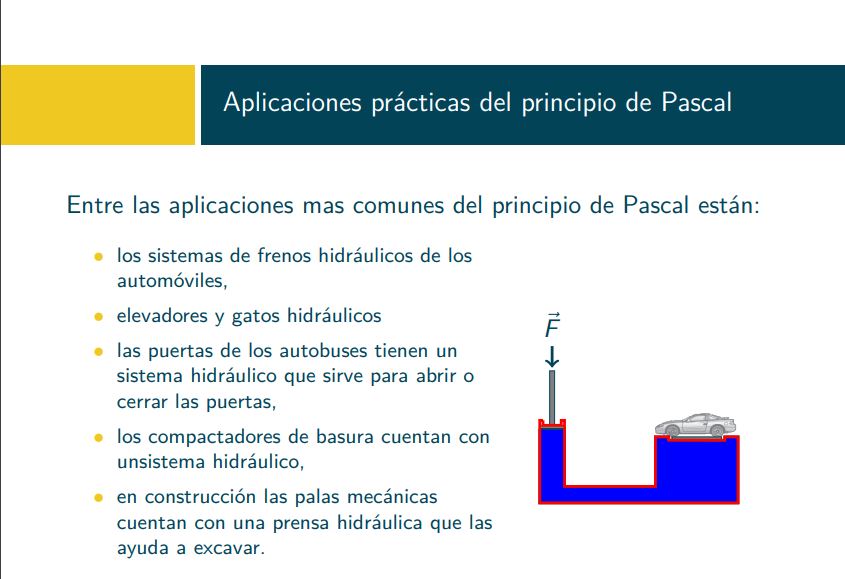 Aplicaciones prácticas del principio de Pascal
Entre las aplicaciones mas comunes del principio de Pascal están:
los sistemas de frenos hidráulicos de los
automóviles,
elevadores y gatos hidráulicos
las puertas de los autobuses tienen un
sistema hidráulico que sirve para abrir o
cerrar las puertas,
los compactadores de basura cuentan con
unsistema hidráulico,
en construcción las palas mecánicas
cuentan con una prensa hidráulica que las
ayuda a excavar.
F⃗